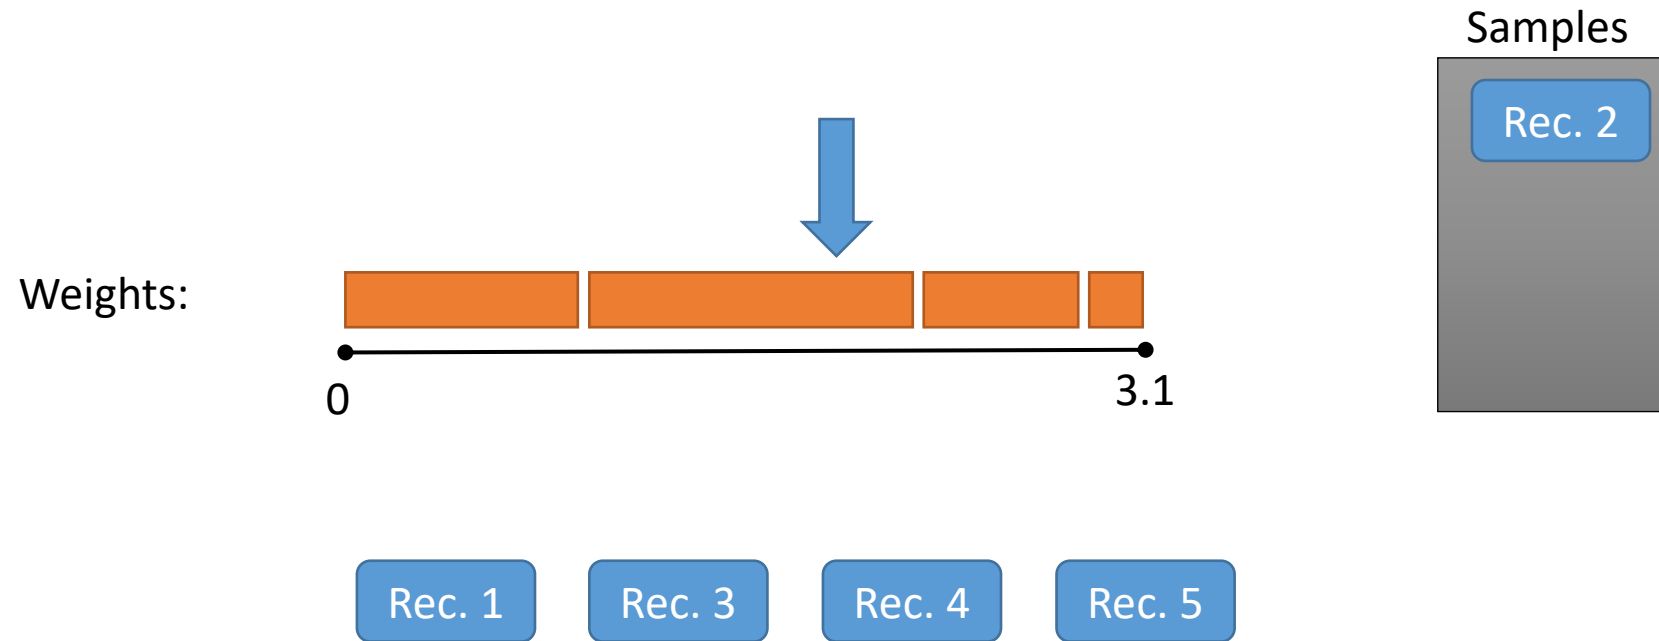 Samples
Rec. 2
Weights:
0
3.1
Rec. 1
Rec. 3
Rec. 4
Rec. 5